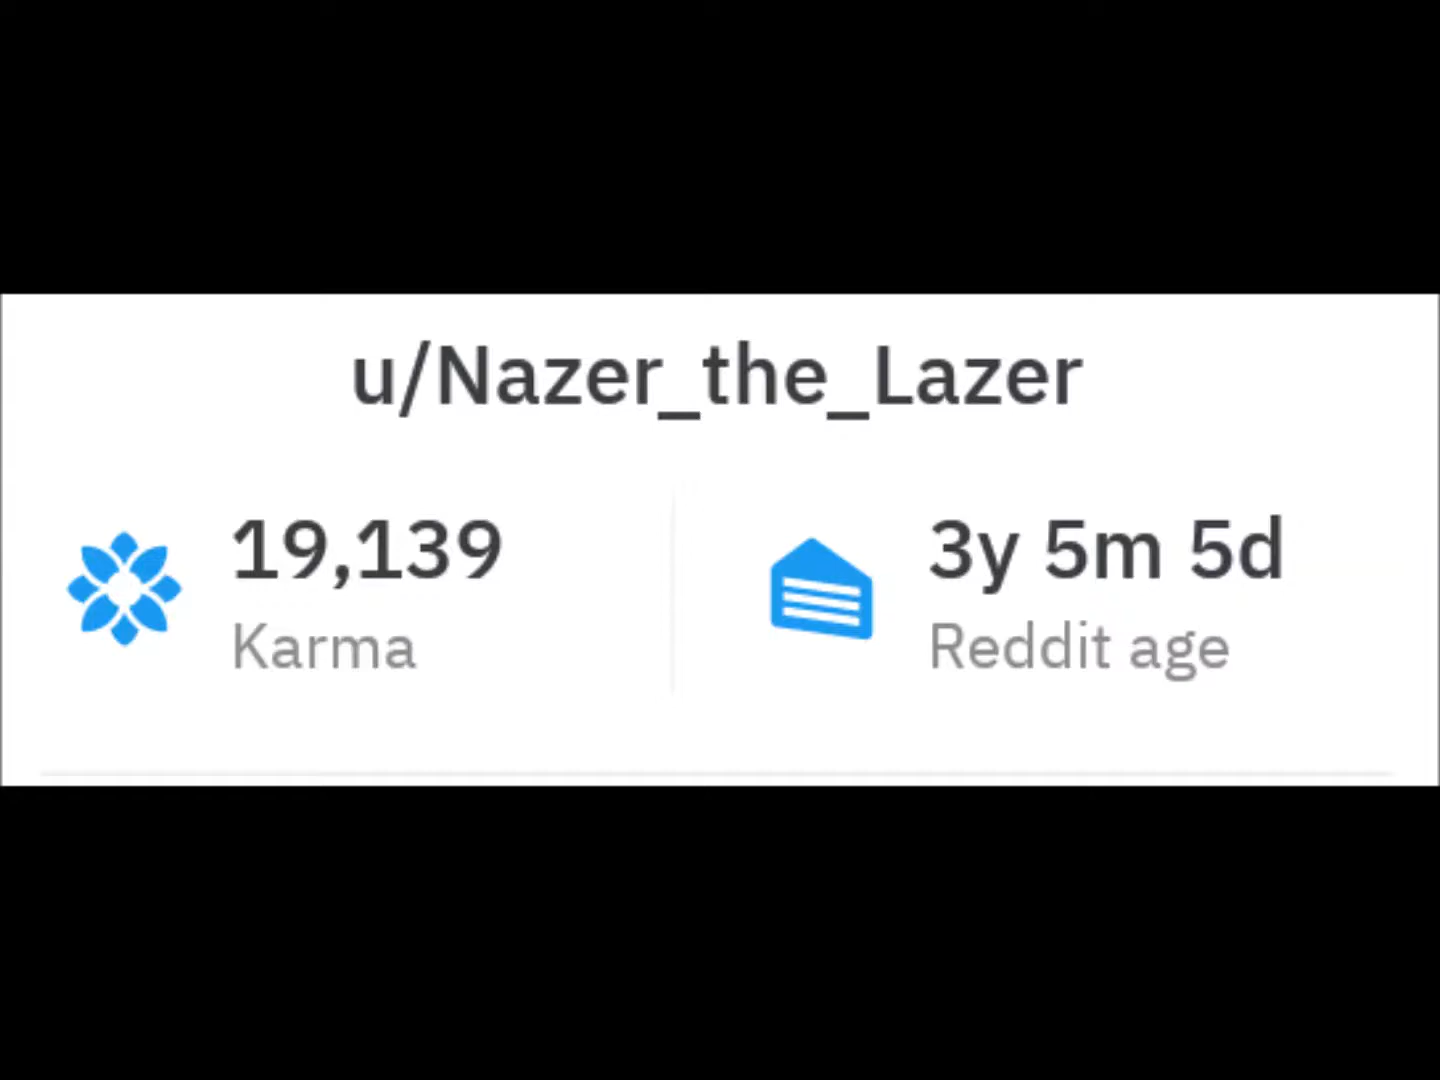 u/Nazer_the_Lazer
19,139
Karma
3y 5m 5d
Reddit age